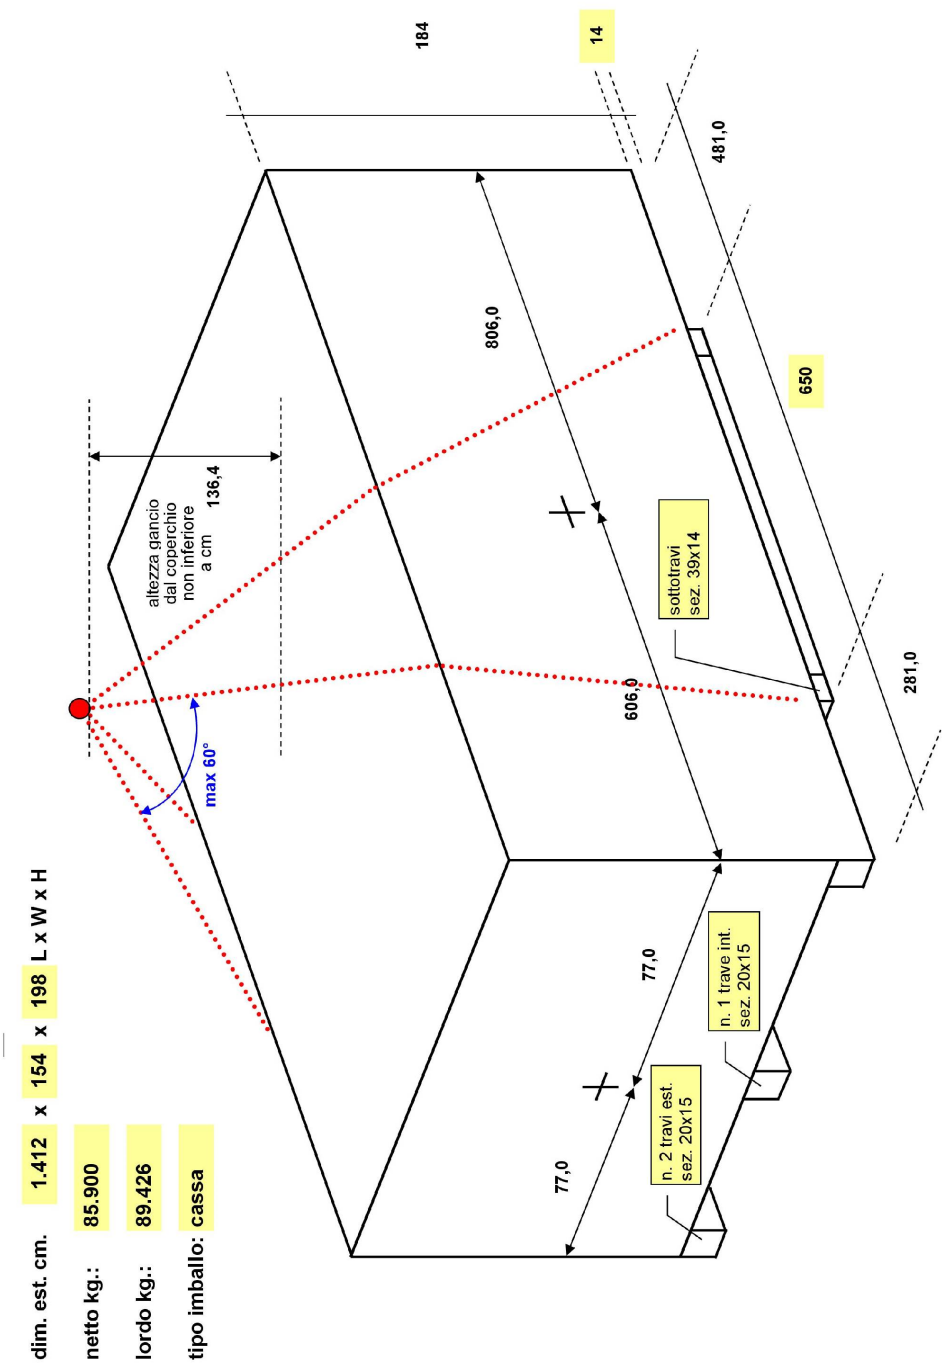 dim. est. cm. 1.412 x 154 x 198 L x W x H
netto kg.: 85.900
lordo kg.: 89.426
tipo imballo: cassa
altezza gancio
dal coperchio
non inferiore
a cm 136,4
max 60°
184
14
806,0
606,0
481,0
650
281,0
sottotravi
sez. 39x14
77,0
77,0
n. 2 travi est.
sez. 20x15
n. 1 trave int.
sez. 20x15